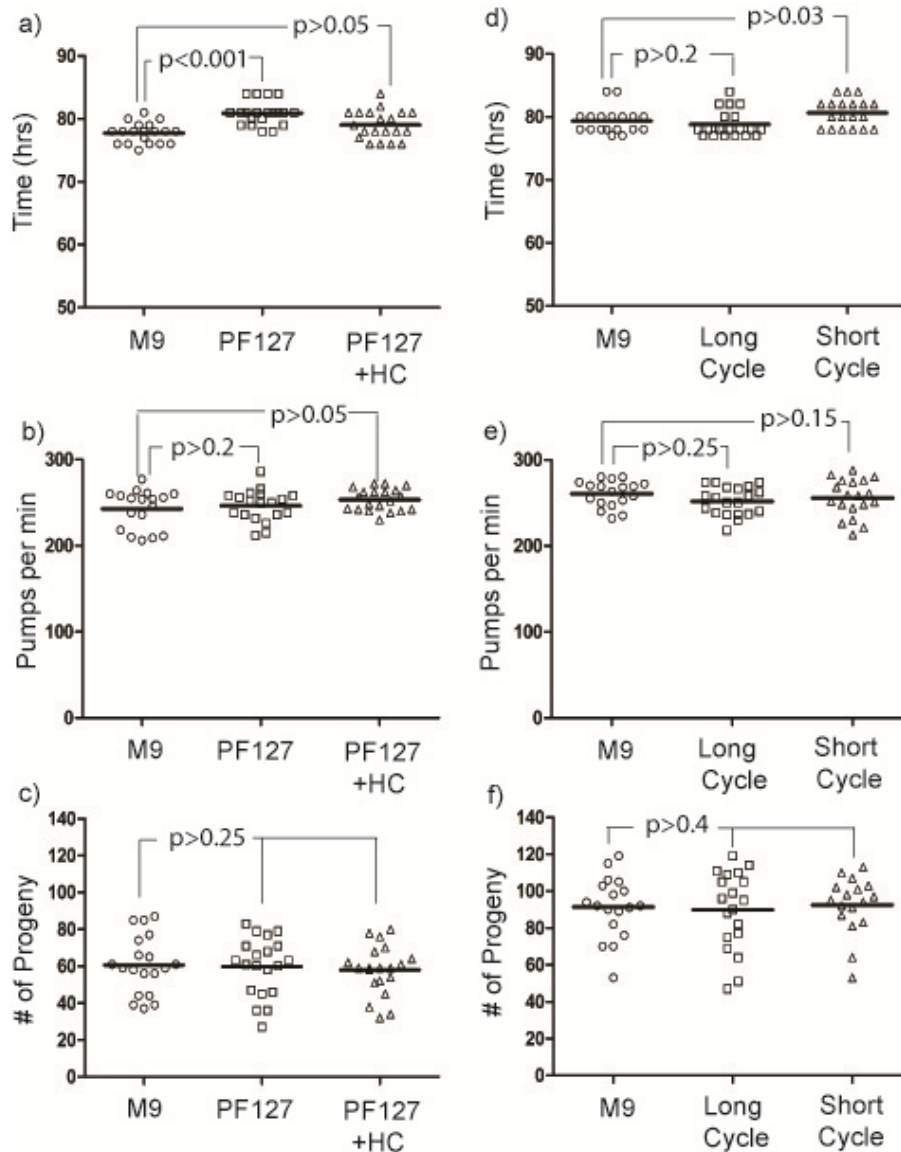 a)
p>0.05
p<0.001
90
80
70
60
50
Time (hrs)
M9
PF127
PF127
+HC
d)
p>0.03
p>0.2
90
80
70
60
50
Time (hrs)
M9
Long
Cycle
Short
Cycle
b)
p>0.05
p>0.2
300
200
100
0
Pumps per min
M9
PF127
PF127
+HC
e)
p>0.15
p>0.25
300
200
100
0
Pumps per min
M9
Long
Cycle
Short
Cycle
c)
p>0.25
140
120
100
80
60
40
20
0
# of Progeny
M9
PF127
PF127
+HC
f)
p>0.4
140
120
100
80
60
40
20
0
# of Progeny
M9
Long
Cycle
Short
Cycle